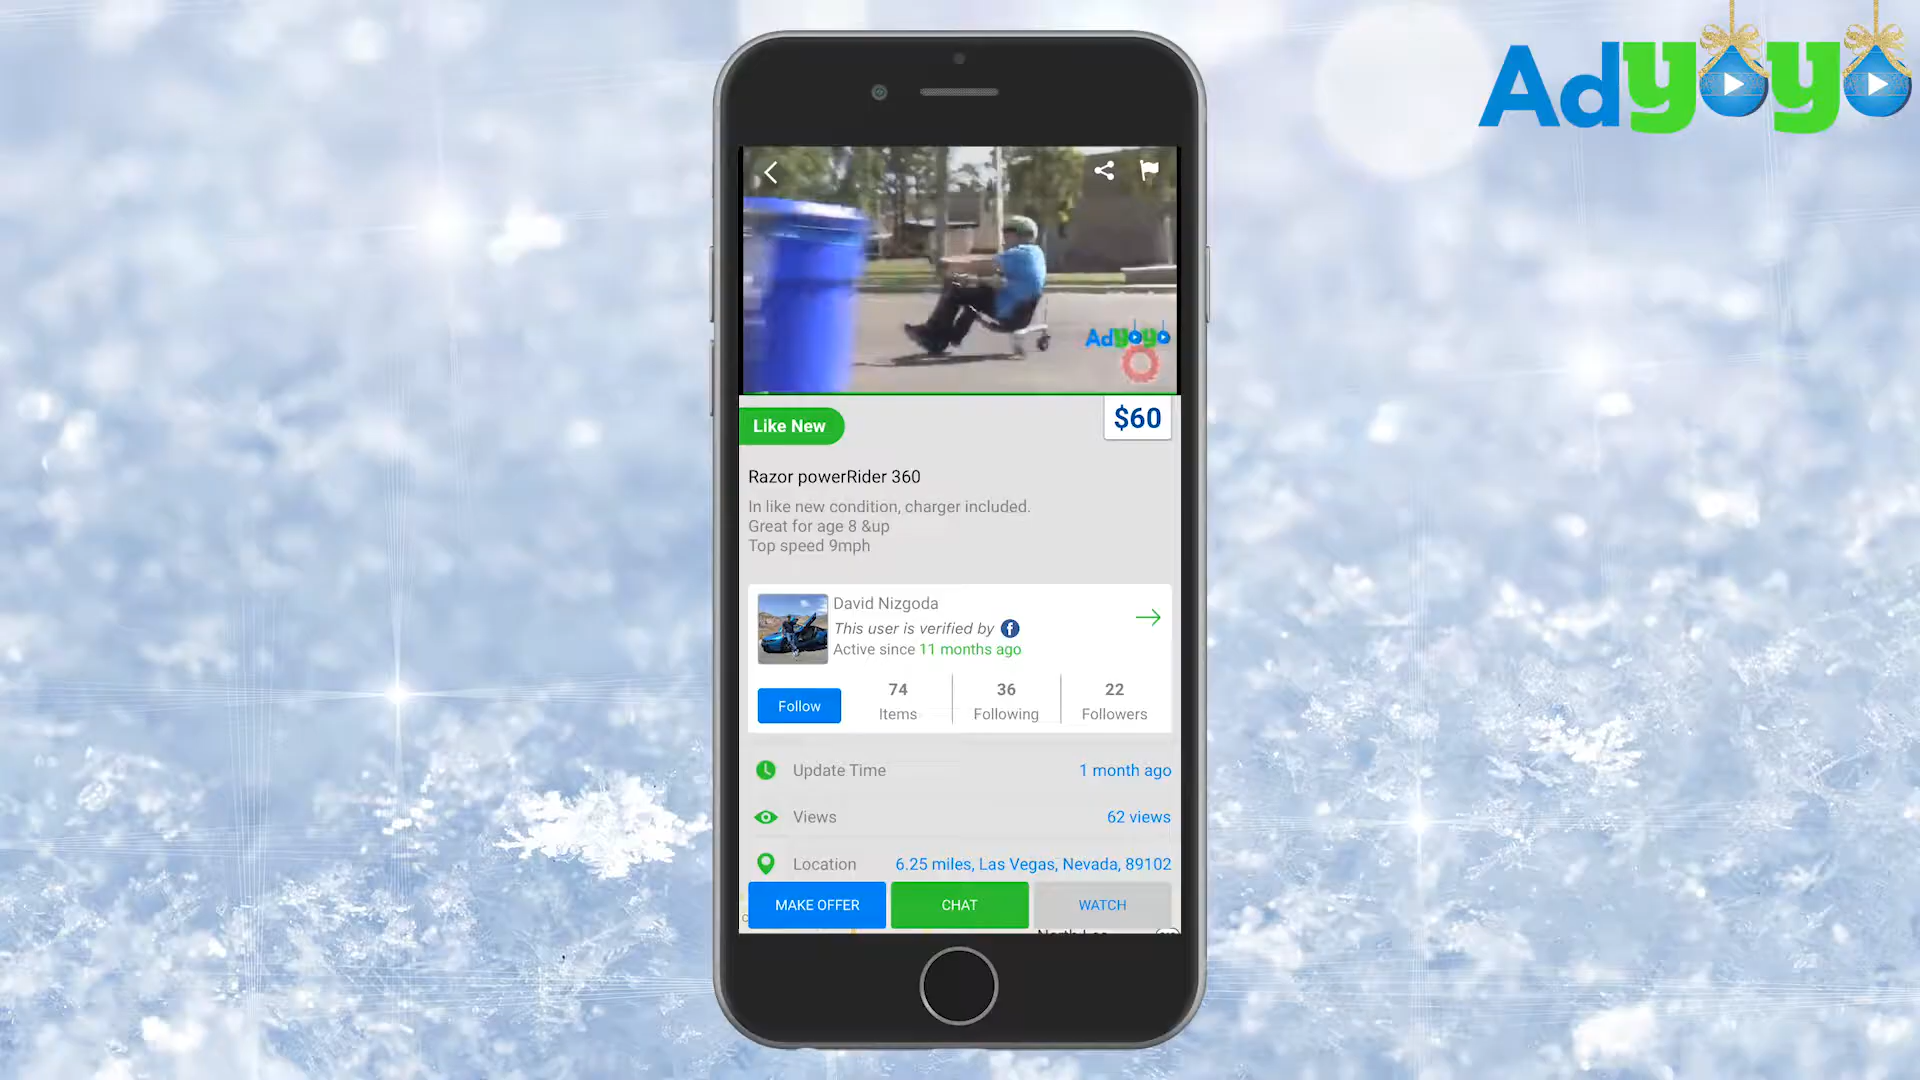 Adyoyo
Adyoyo
Like New
$60
Razor powerRider 360
In like new condition, charger included.
Great for age 8 &up
Top speed 9mph
David Nizgoda
This user is verified by
Active since 11 months ago
Follow
74
Items
36
Following
22
Followers
Update Time
1 month ago
Views
62 views
Location
6.25 miles, Las Vegas, Nevada, 89102
MAKE OFFER
CHAT
WATCH